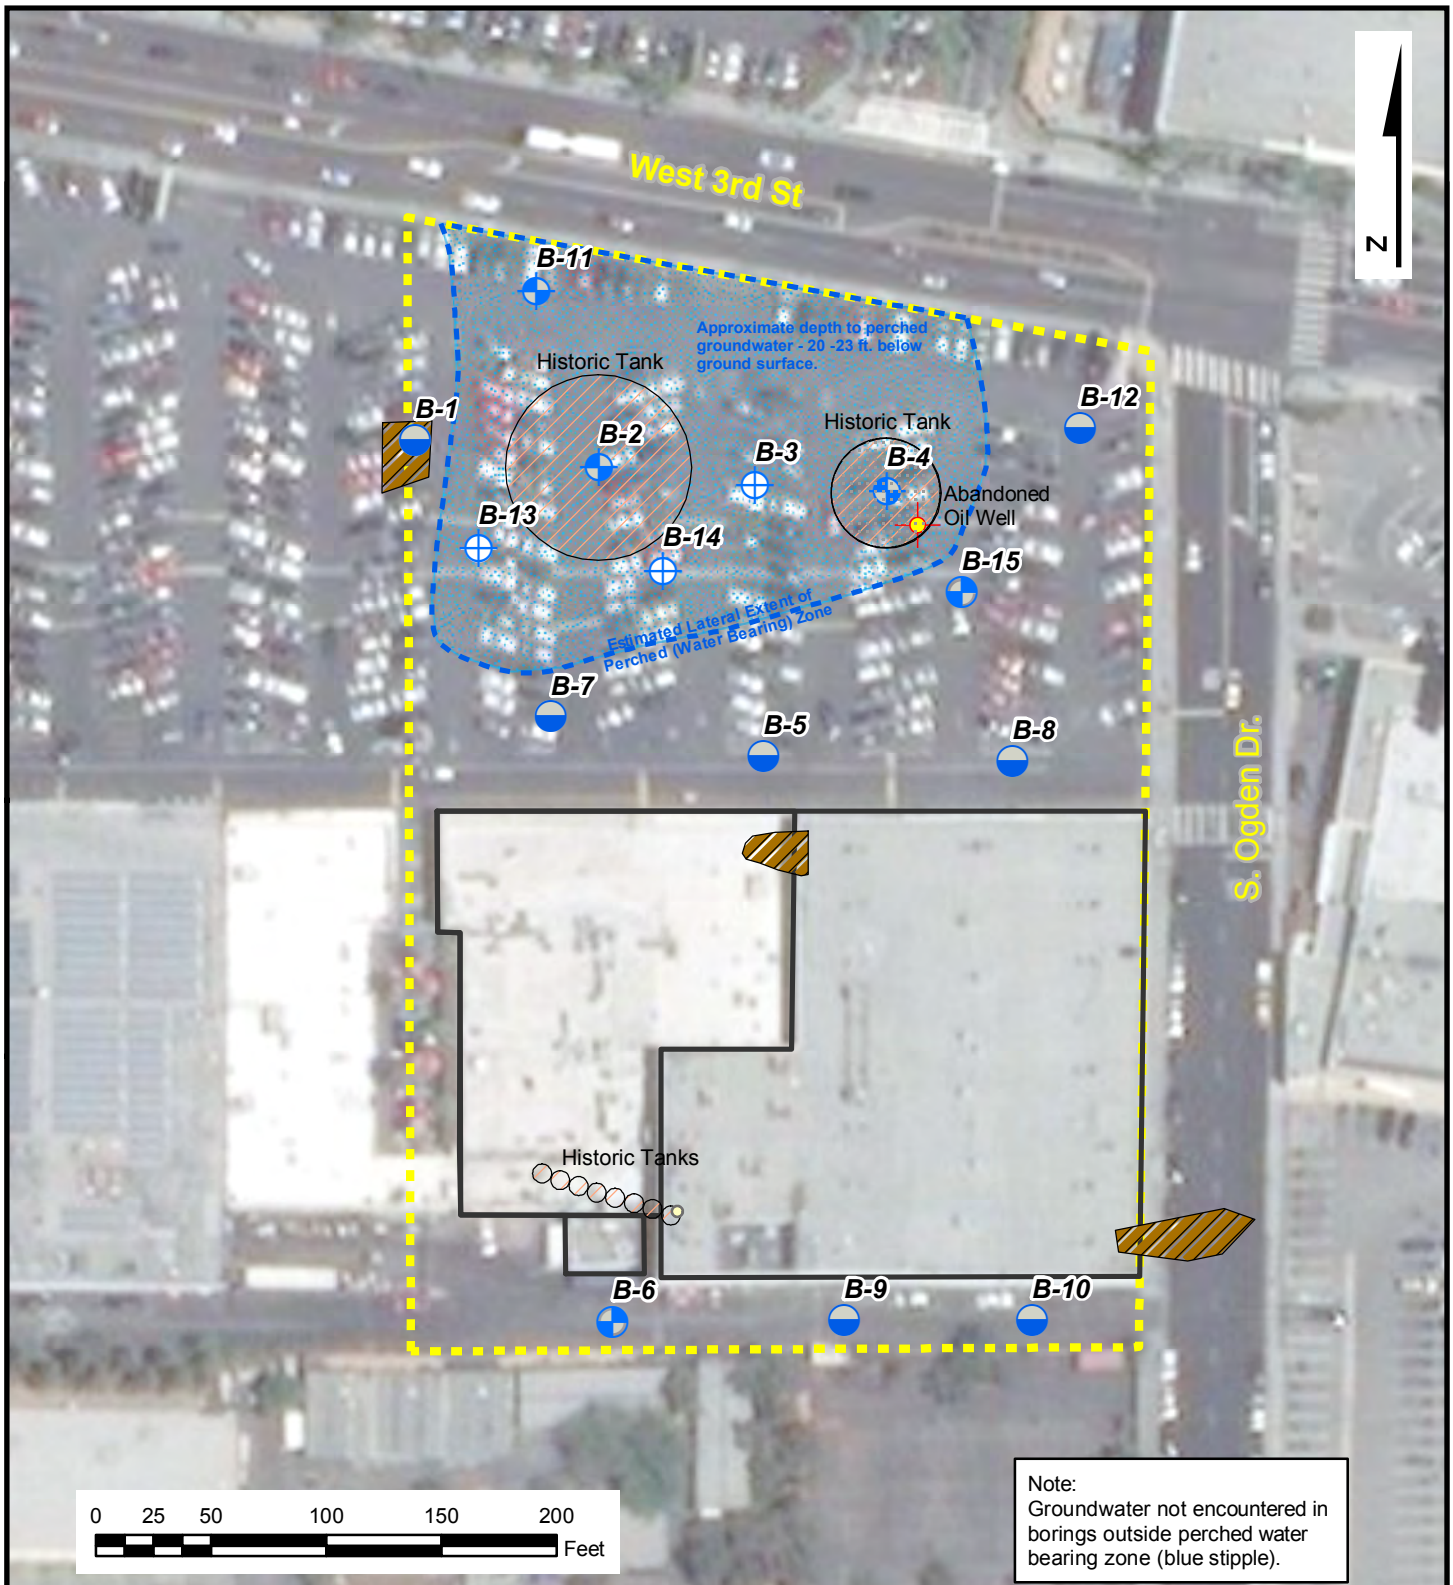 West 3rd St
N
B-11
Approximate depth to perched
groundwater - 20 -23 ft. below
ground surface.
Historic Tank
B-1
B-12
Historic Tank
B-2
B-3
B-4
Abandoned
Oil Well
B-13
B-14
B-15
Estimated Lateral Extent of
Perched (Water Bearing) Zone
B-7
B-5
B-8
S. Ogden Dr.
Historic Tanks
B-6
B-9
B-10
0 25 50 100 150 200
Feet
Note:
Groundwater not encountered in
borings outside perched water
bearing zone (blue stipple).